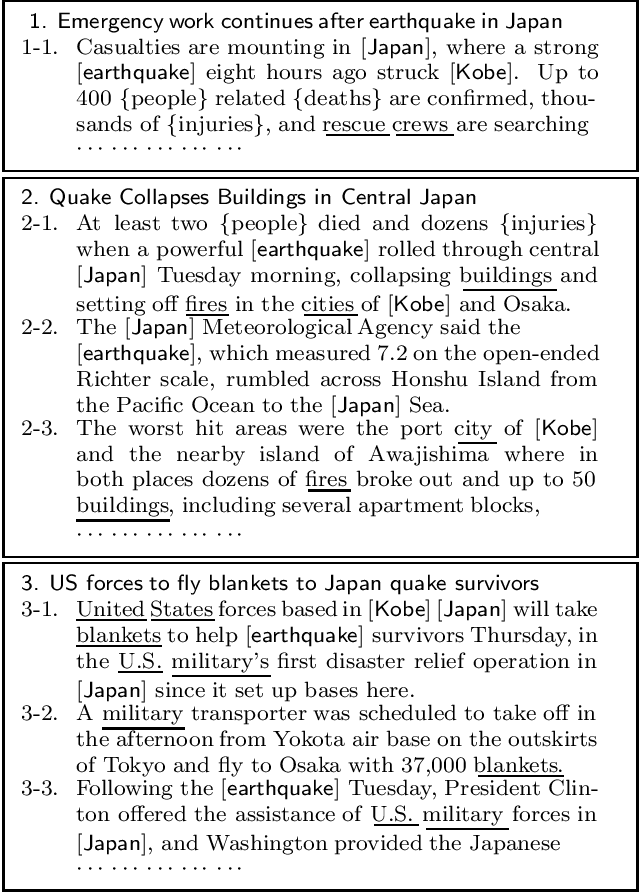 1. Emergency work continues after earthquake in Japan
1-1. Casualties are mounting in [Japan], where a strong
[earthquake] eight hours ago struck [Kobe]. Up to
400 {people} related {deaths} are confirmed, thou-
sands of {injuries}, and rescue crews are searching
··· ··· ··· ··· ···
2. Quake Collapses Buildings in Central Japan
2-1. At least two {people} died and dozens {injuries}
when a powerful [earthquake] rolled through central
[Japan] Tuesday morning, collapsing buildings and
setting off fires in the cities of [Kobe] and Osaka.
2-2. The [Japan] Meteorological Agency said the
[earthquake], which measured 7.2 on the open-ended
Richter scale, rumbled across Honshu Island from
the Pacific Ocean to the [Japan] Sea.
2-3. The worst hit areas were the port city of [Kobe]
and the nearby island of Awajishima where in
both places dozens of fires broke out and up to 50
buildings, including several apartment blocks,
··· ··· ··· ··· ···
3. US forces to fly blankets to Japan quake survivors
3-1. United States forces based in [Kobe] [Japan] will take
blankets to help [earthquake] survivors Thursday, in
the U.S. military's first disaster relief operation in
[Japan] since it set up bases here.
3-2. A military transporter was scheduled to take off in
the afternoon from Yokota air base on the outskirts
of Tokyo and fly to Osaka with 37,000 blankets.
3-3. Following the [earthquake] Tuesday, President Clin-
ton offered the assistance of U.S. military forces in
[Japan], and Washington provided the Japanese
··· ··· ··· ··· ···